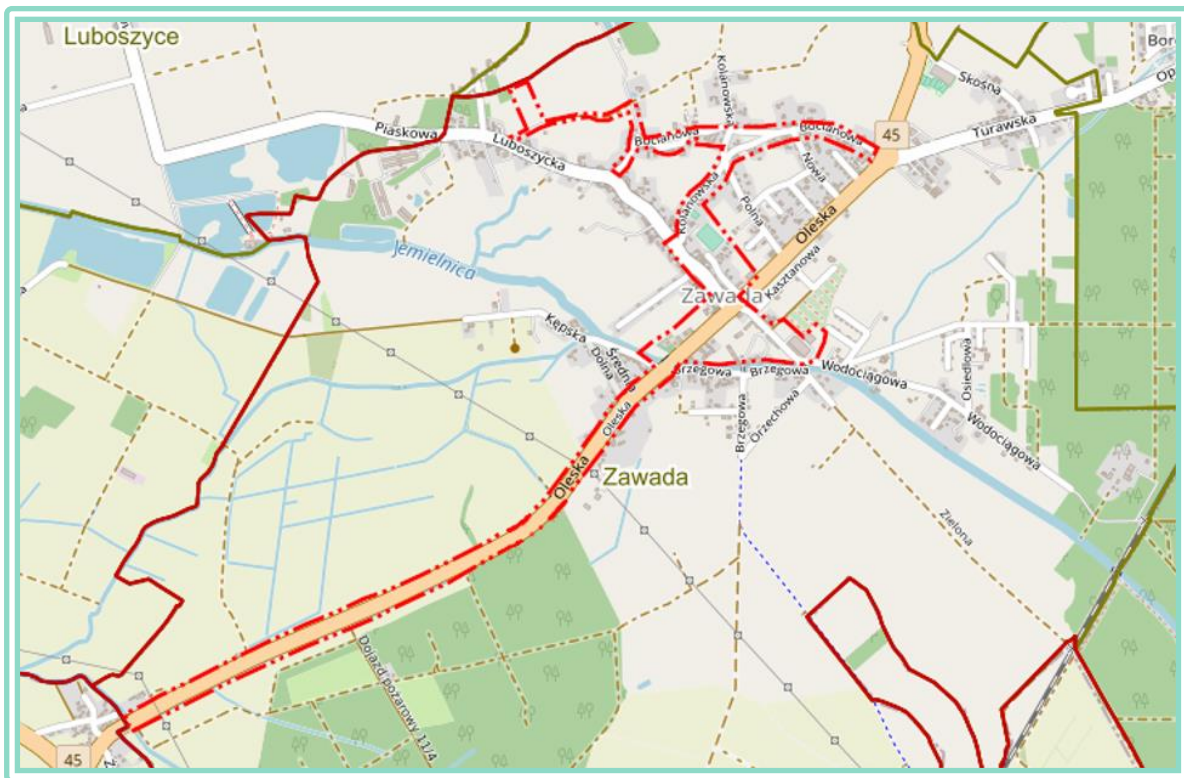 Luboszyce
Skośna
Kolanowska
Piaskowa
Luboszycka
Bocianowa
Bocianowa
45
Turawska
Nowa
Polna
Kolanowska
Oleska
Kasztanowa
Jemielnica
Zawada
Kępska
Średnia
Dolna
Brzegowa
Brzegowa
Wodociągowa
Osiedlowa
Oleska
Brzegowa
Orzechowa
Wodociągowa
Oleska
Zawada
Zielona
Dojazd pożarowy 11/4
45